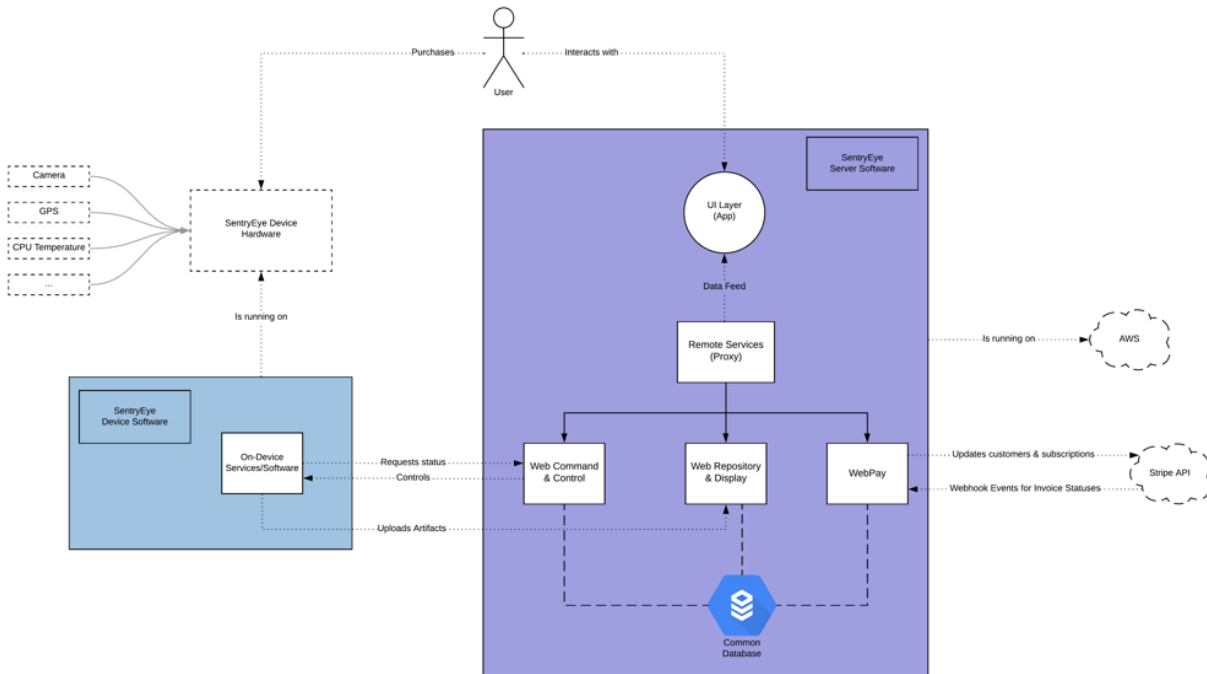 Purchases
Interacts with
User
SentryEye
Server Software
Camera
GPS
CPU Temperature
...
SentryEye Device
Hardware
UI Layer
(App)
Data Feed
Is running on
Remote Services
(Proxy)
Is running on
AWS
SentryEye
Device Software
On-Device
Services/Software
Requests status
Controls
Uploads Artifacts
Web Command
& Control
Web Repository
& Display
WebPay
Updates customers & subscriptions
Webhook Events for Invoice Statuses
Stripe API
Common
Database